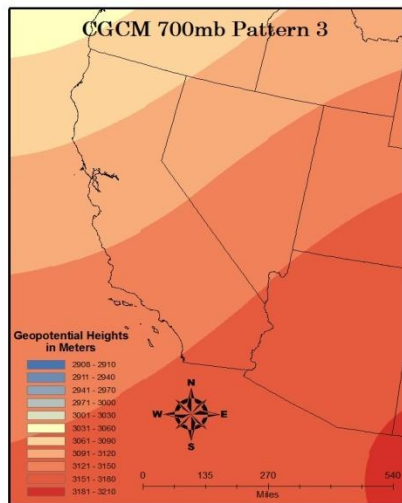 CGCM 700mb Pattern 3
Geopotential Heights
in Meters
2908 - 2910
2911 - 2940
2941 - 2970
2971 - 3000
3001 - 3030
3031 - 3060
3061 - 3090
3091 - 3120
3121 - 3150
3151 - 3180
3181 - 3210
N
W E
S
0 135 270 540
Miles